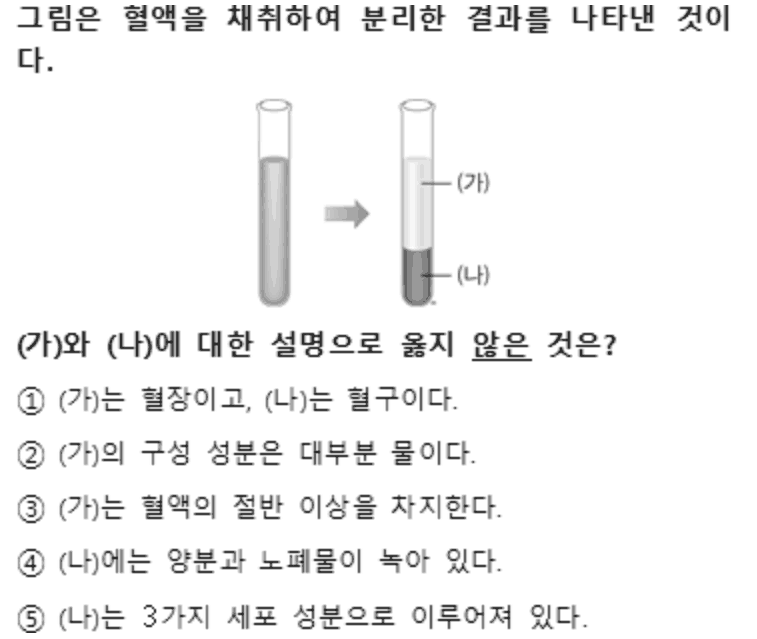 그림은 혈액을 채취하여 분리한 결과를 나타낸 것이
다.
(가)
(나)
(가)와 (나)에 대한 설명으로 옳지 않은 것은?
① (가)는 혈장이고, (나)는 혈구이다.
② (가)의 구성 성분은 대부분 물이다.
③ (가)는 혈액의 절반 이상을 차지한다.
④ (나)에는 양분과 노폐물이 녹아 있다.
⑤ (나)는 3가지 세포 성분으로 이루어져 있다.